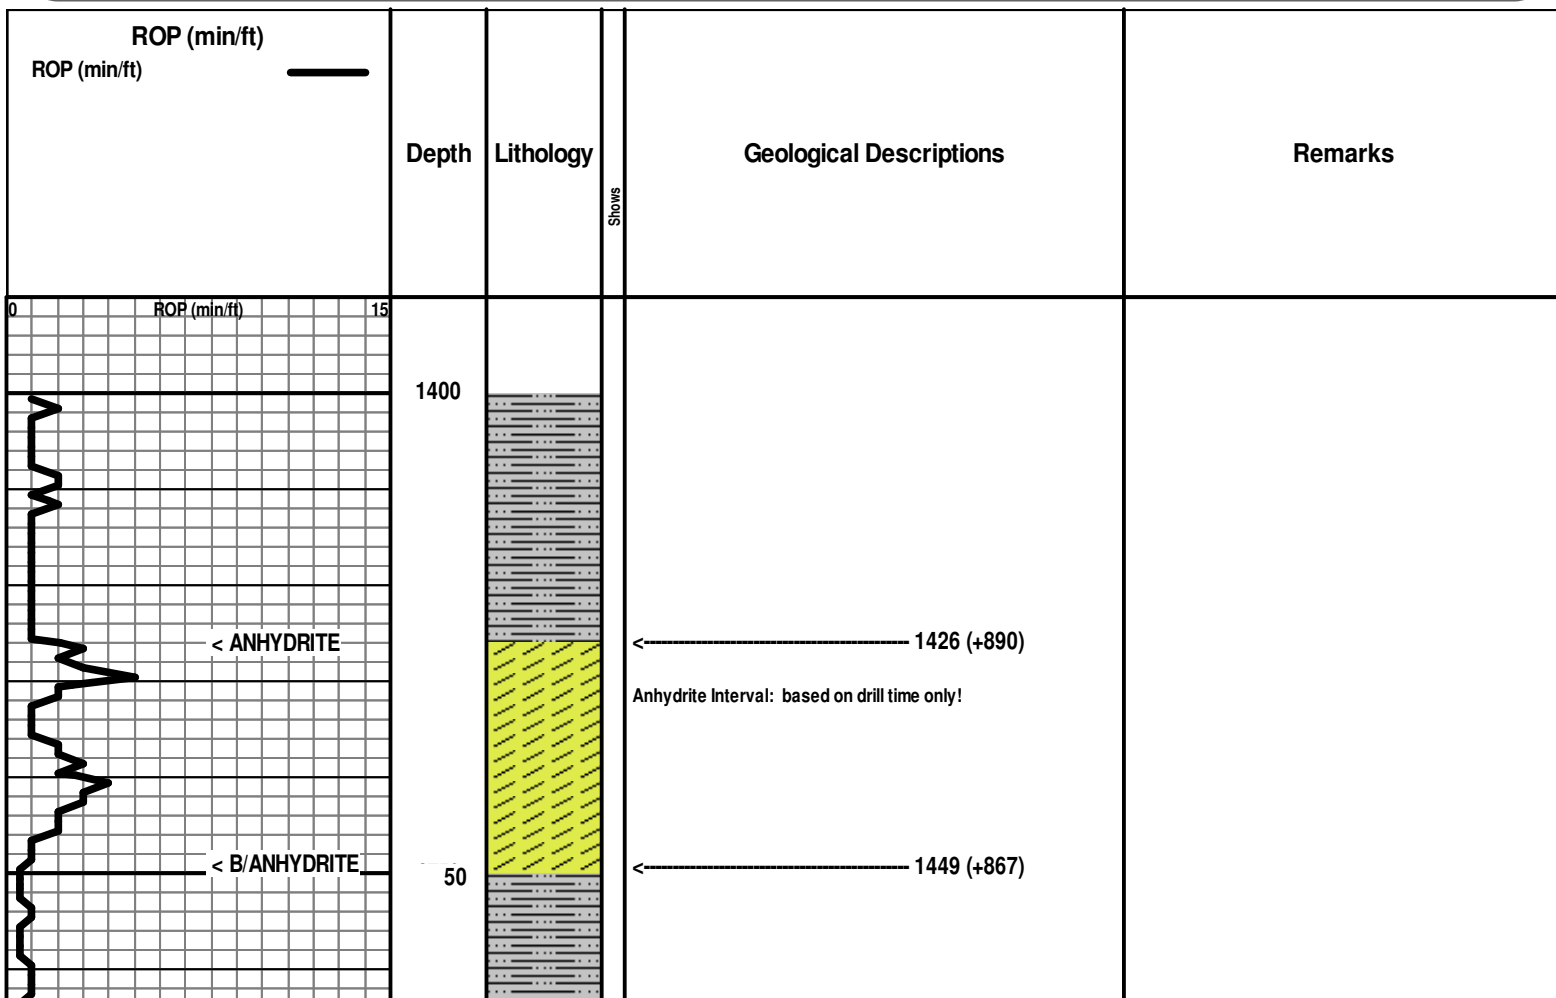 ROP (min/ft)
ROP (min/ft)
Depth
Lithology
Shows
Geological Descriptions
Remarks
0 ROP (min/ft) 15
1400
< ANHYDRITE
<---------------------------------------------- 1426 (+890)
Anhydrite Interval: based on drill time only!
< B/ANHYDRITE
<---------------------------------------------- 1449 (+867)
50